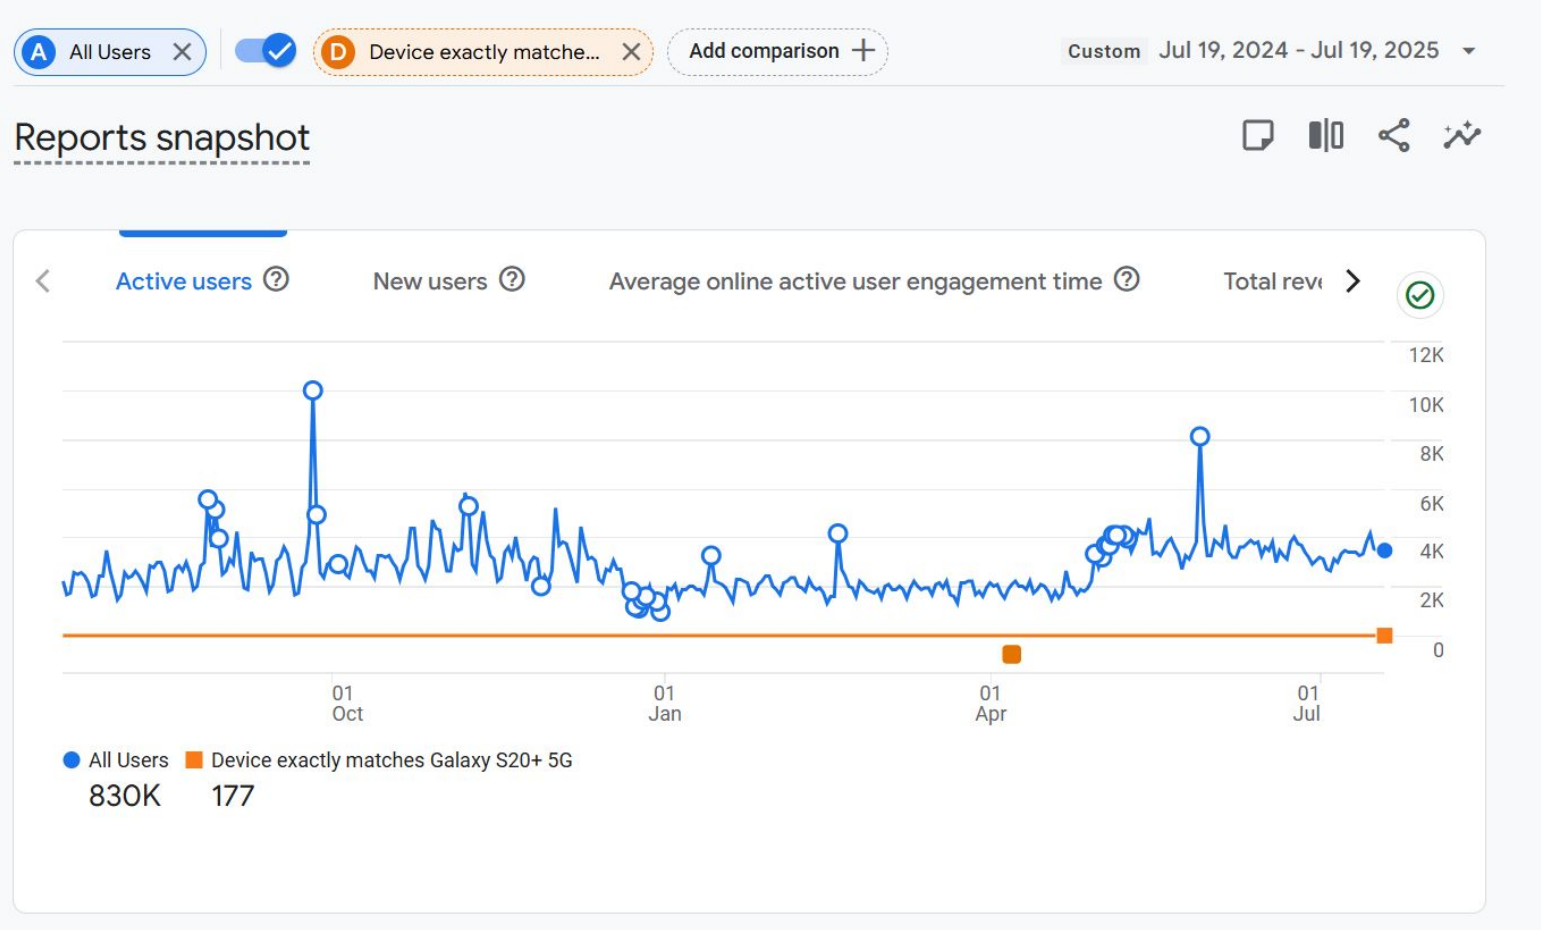 A All Users
D Device exactly matche...
Add comparison
Custom Jul 19, 2024 - Jul 19, 2025
Reports snapshot
Active users ?
New users ?
Average online active user engagement time ?
Total reve
12K
10K
8K
6K
4K
2K
0
01 Oct
01 Jan
01 Apr
01 Jul
All Users
830K
Device exactly matches Galaxy S20+ 5G
177